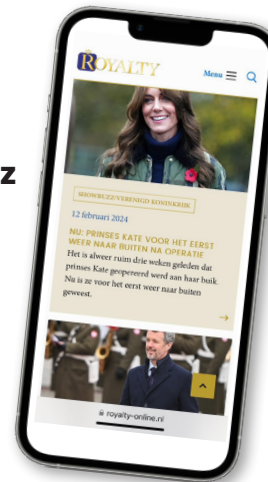 z
ROYALTY
Menu
SHOWBUZZ/VERENIGD KONINKRIJK
12 februari 2024
NU: PRINSES KATE VOOR HET EERST
WEER NAAR BUITEN NA OPERATIE
Het is alweer ruim drie weken geleden dat
prinses Kate geopereerd werd aan haar buik.
Nu is ze voor het eerst weer naar buiten
geweest.
royalty-online.nl